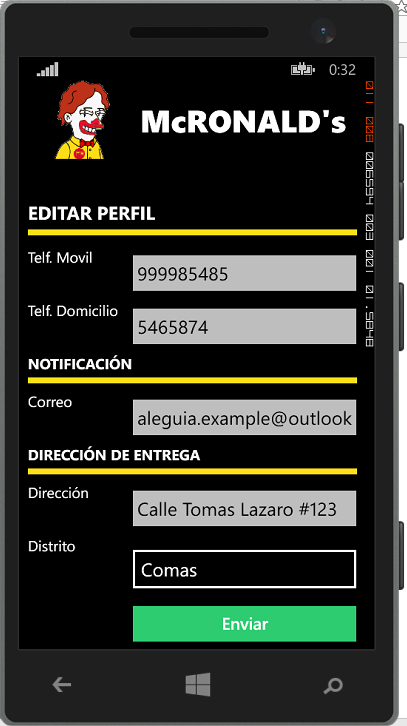 0:32
McRONALD's
EDITAR PERFIL
Telf. Movil
999985485
Telf. Domicilio
5465874
NOTIFICACIÓN
Correo
aleguia.example@outlook
DIRECCIÓN DE ENTREGA
Dirección
Calle Tomas Lazaro #123
Distrito
Comas
Enviar